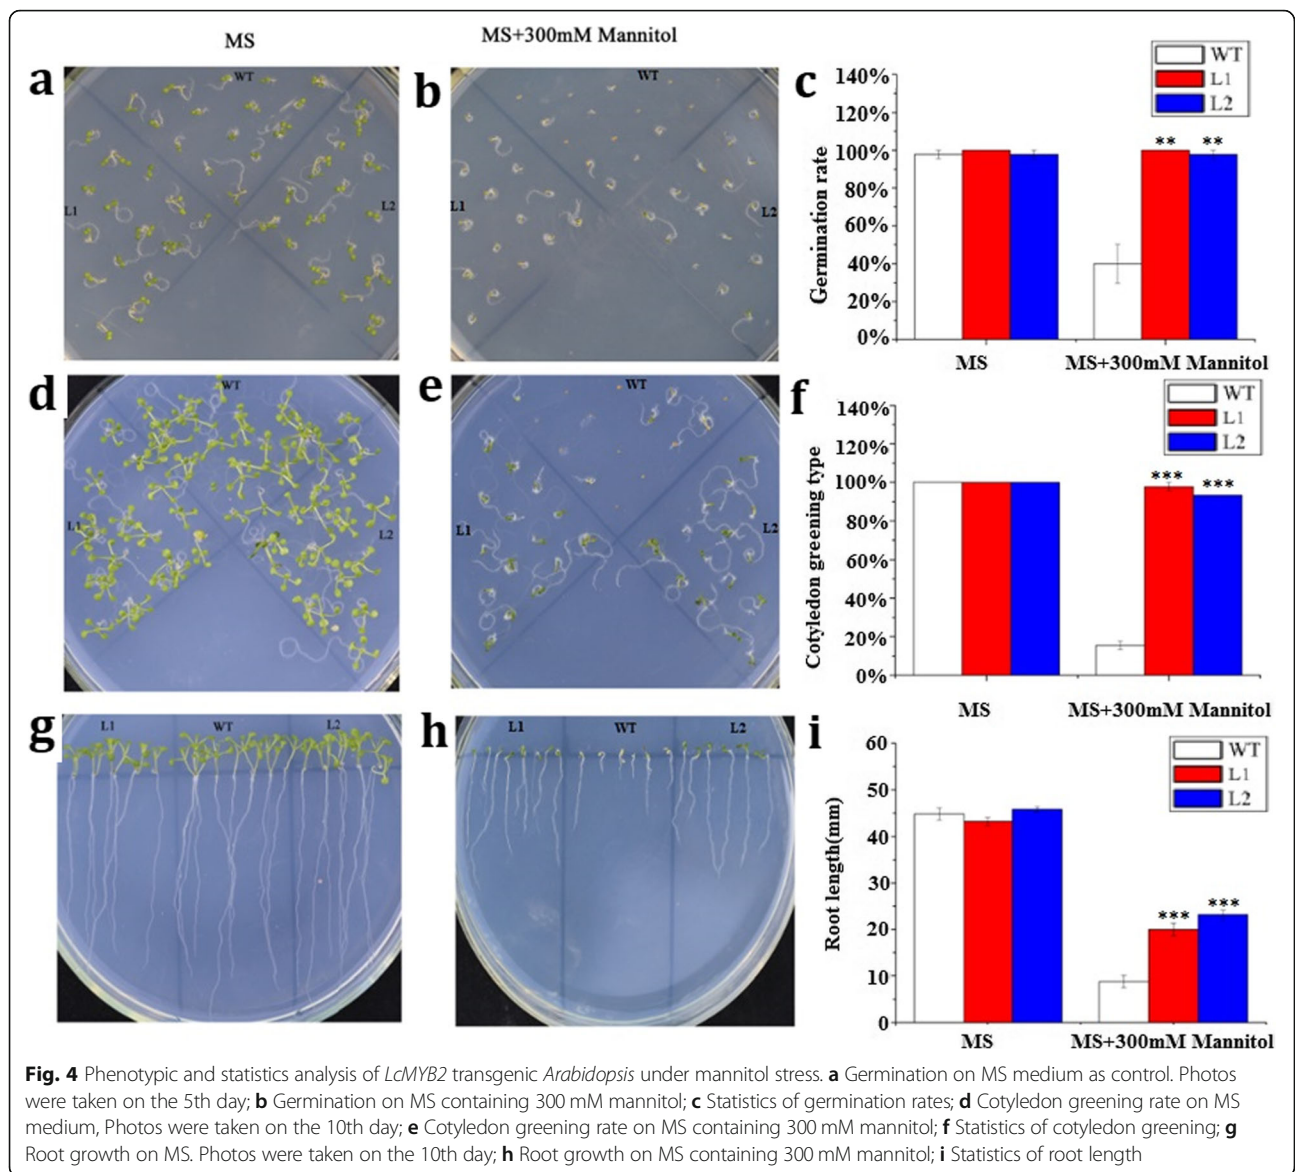 MS
MS+300mM Mannitol
a
WT
L1
L2
b
WT
L1
L2
c
WT
L1
L2
140%
120%
100%
80%
60%
40%
20%
0%
Germination rate
** **
MS
MS+300mM Mannitol
d
WT
L1
L2
e
WT
L1
L2
f
WT
L1
L2
140%
120%
100%
80%
60%
40%
20%
0%
Cotyledon greening type
*** ***
MS
MS+300mM Mannitol
g
L1
WT
L2
h
L1
WT
L2
i
WT
L1
L2
60
50
40
30
20
10
0
Root length(mm)
*** ***
MS
MS+300mM Mannitol
Fig. 4 Phenotypic and statistics analysis of LcMYB2 transgenic Arabidopsis under mannitol stress. a Germination on MS medium as control. Photos
were taken on the 5th day; b Germination on MS containing 300 mM mannitol; c Statistics of germination rates; d Cotyledon greening rate on MS
medium, Photos were taken on the 10th day; e Cotyledon greening rate on MS containing 300 mM mannitol; f Statistics of cotyledon greening; g
Root growth on MS. Photos were taken on the 10th day; h Root growth on MS containing 300 mM mannitol; i Statistics of root length